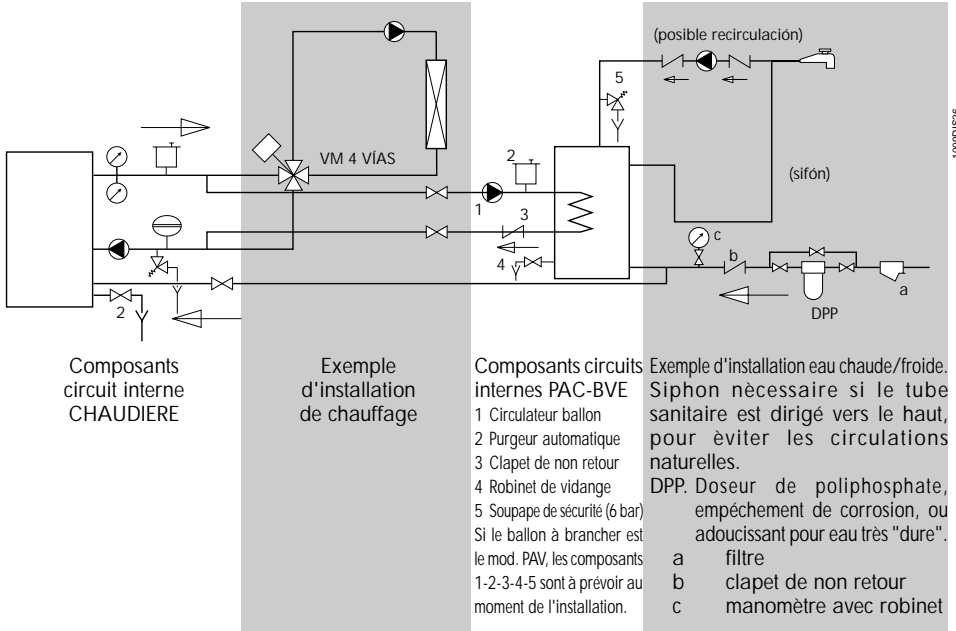 (posible recirculación)
5
VM 4 VÍAS
2
1
3
4
(sifón)
c
b
a
DPP
2
Composants
circuit interne
CHAUDIERE
Exemple
d'installation
de chauffage
Composants circuits
internes PAC-BVE
1 Circulateur ballon
2 Purgeur automatique
3 Clapet de non retour
4 Robinet de vidange
5 Soupape de sécurité (6 bar)
Si le ballon à brancher est
le mod. PAV, les composants
1-2-3-4-5 sont à prévoir au
moment de l'installation.
Exemple d'installation eau chaude/froide.
Siphon nècessaire si le tube
sanitaire est dirigé vers le haut,
pour èviter les circulations
naturelles.
DPP. Doseur de poliphosphate,
empéchement de corrosion, ou
adoucissant pour eau très "dure".
a filtre
b clapet de non retour
c manomètre avec robinet